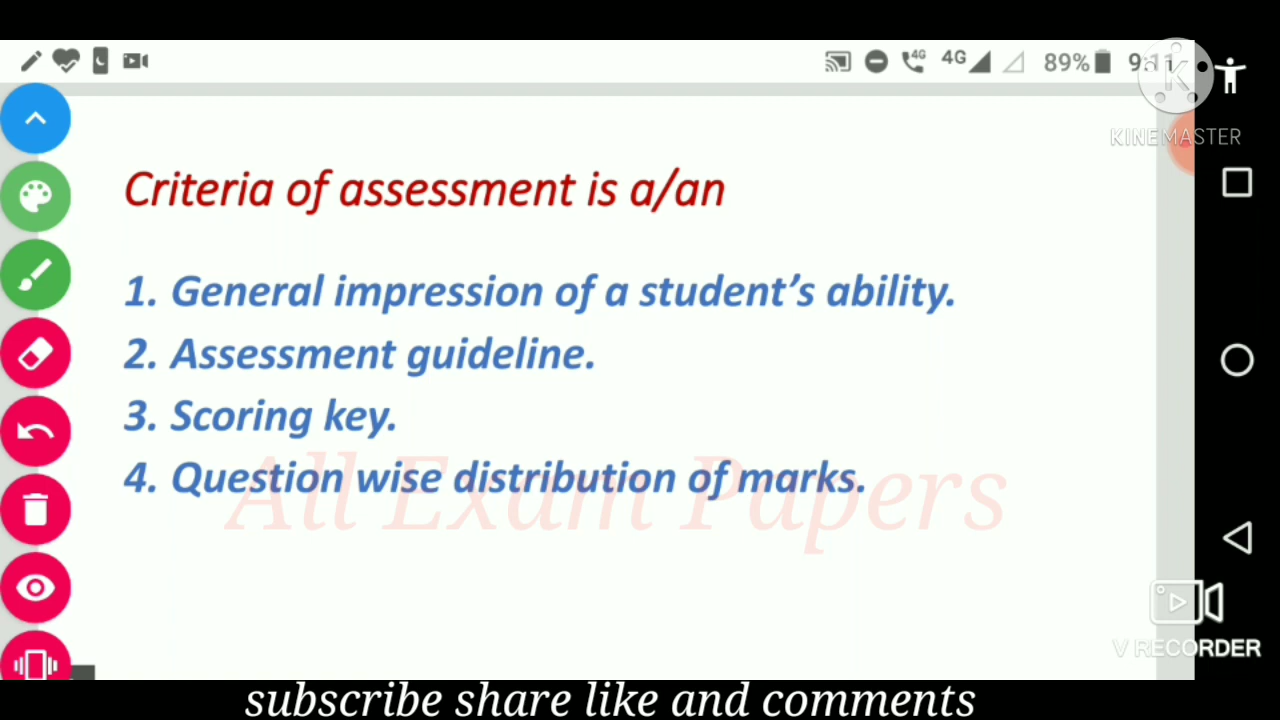 4G
4G
89%
K
KINEMASTER
Criteria of assessment is a/an
1. General impression of a student's ability.
2. Assessment guideline.
3. Scoring key.
4. Question wise distribution of marks.
All Exam Papers
V RECORDER
subscribe share like and comments